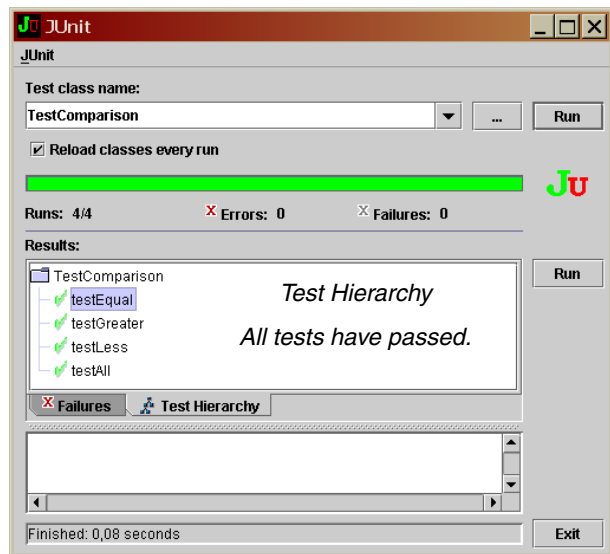 JU JUnit
JUnit
Test class name:
TestComparison
... Run
Reload classes every run
JU
Runs: 4/4 X Errors: 0 X Failures: 0
Results:
TestComparison
testEqual
testGreater
testLess
testAll
Test Hierarchy
All tests have passed.
Run
X Failures Test Hierarchy
Finished: 0,08 seconds Exit